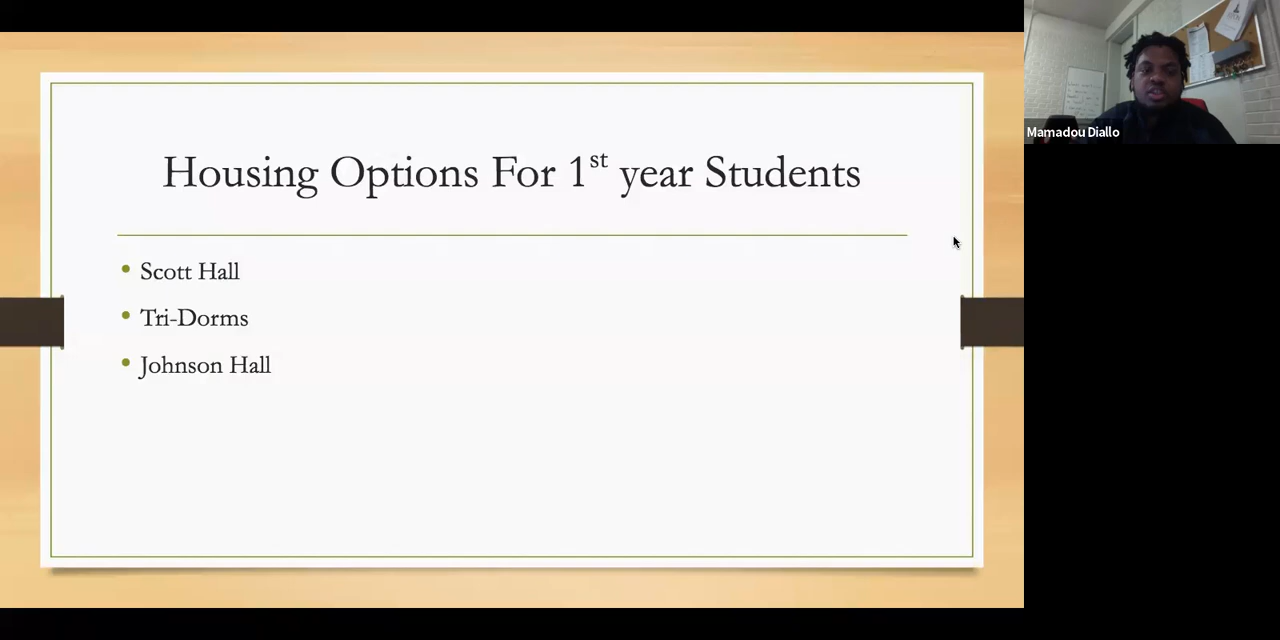 Housing Options For 1st year Students
Scott Hall
Tri-Dorms
Johnson Hall
Mamadou Diallo